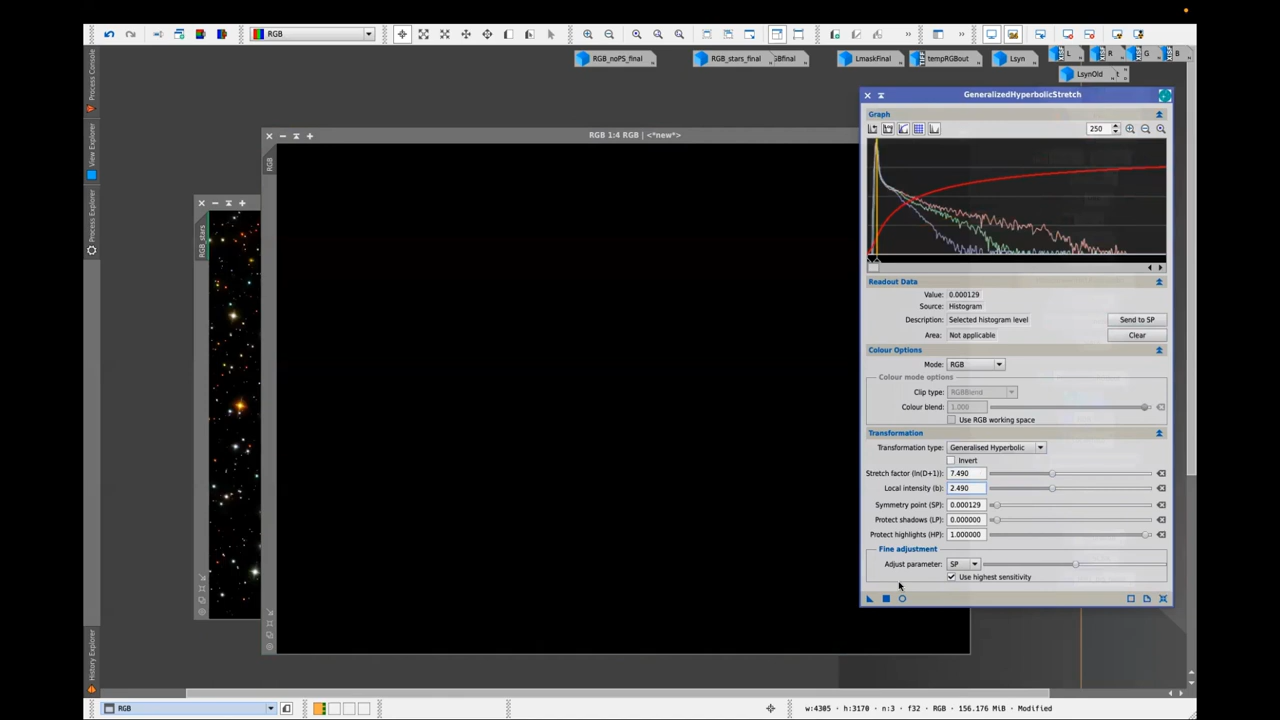 RGB
RGB_noPS_final
RGB_stars_final
3Bfinal
LmaskFinal
tempRGBout
Lsyn
L
R
G
B
LsynOld
t
Process Console
View Explorer
Process Explorer
History Explorer
RGB_stars
RGB 1:4 RGB | <*new*>
RGB
GeneralizedHyperbolicStretch
Graph
250
Readout Data
Value: 0.000129
Source: Histogram
Description: Selected histogram level
Send to SP
Area: Not applicable
Clear
Colour Options
Mode: RGB
Colour mode options
Clip type: RGBBlend
Colour blend: 1.000
Use RGB working space
Transformation
Transformation type: Generalised Hyperbolic
Invert
Stretch factor (ln(D+1)): 7.490
Local intensity (b): 2.490
Symmetry point (SP): 0.000129
Protect shadows (LP): 0.000000
Protect highlights (HP): 1.000000
Fine adjustment
Adjust parameter: SP
Use highest sensitivity
RGB
w:4305 | h:3170 | n:3 | f32 | RGB | 156.176 MiB | Modified